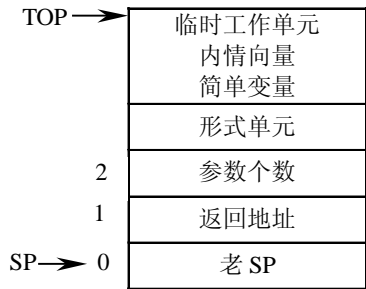 TOP
临时工作单元
内情向量
简单变量
形式单元
2 参数个数
1 返回地址
SP 0 老 SP